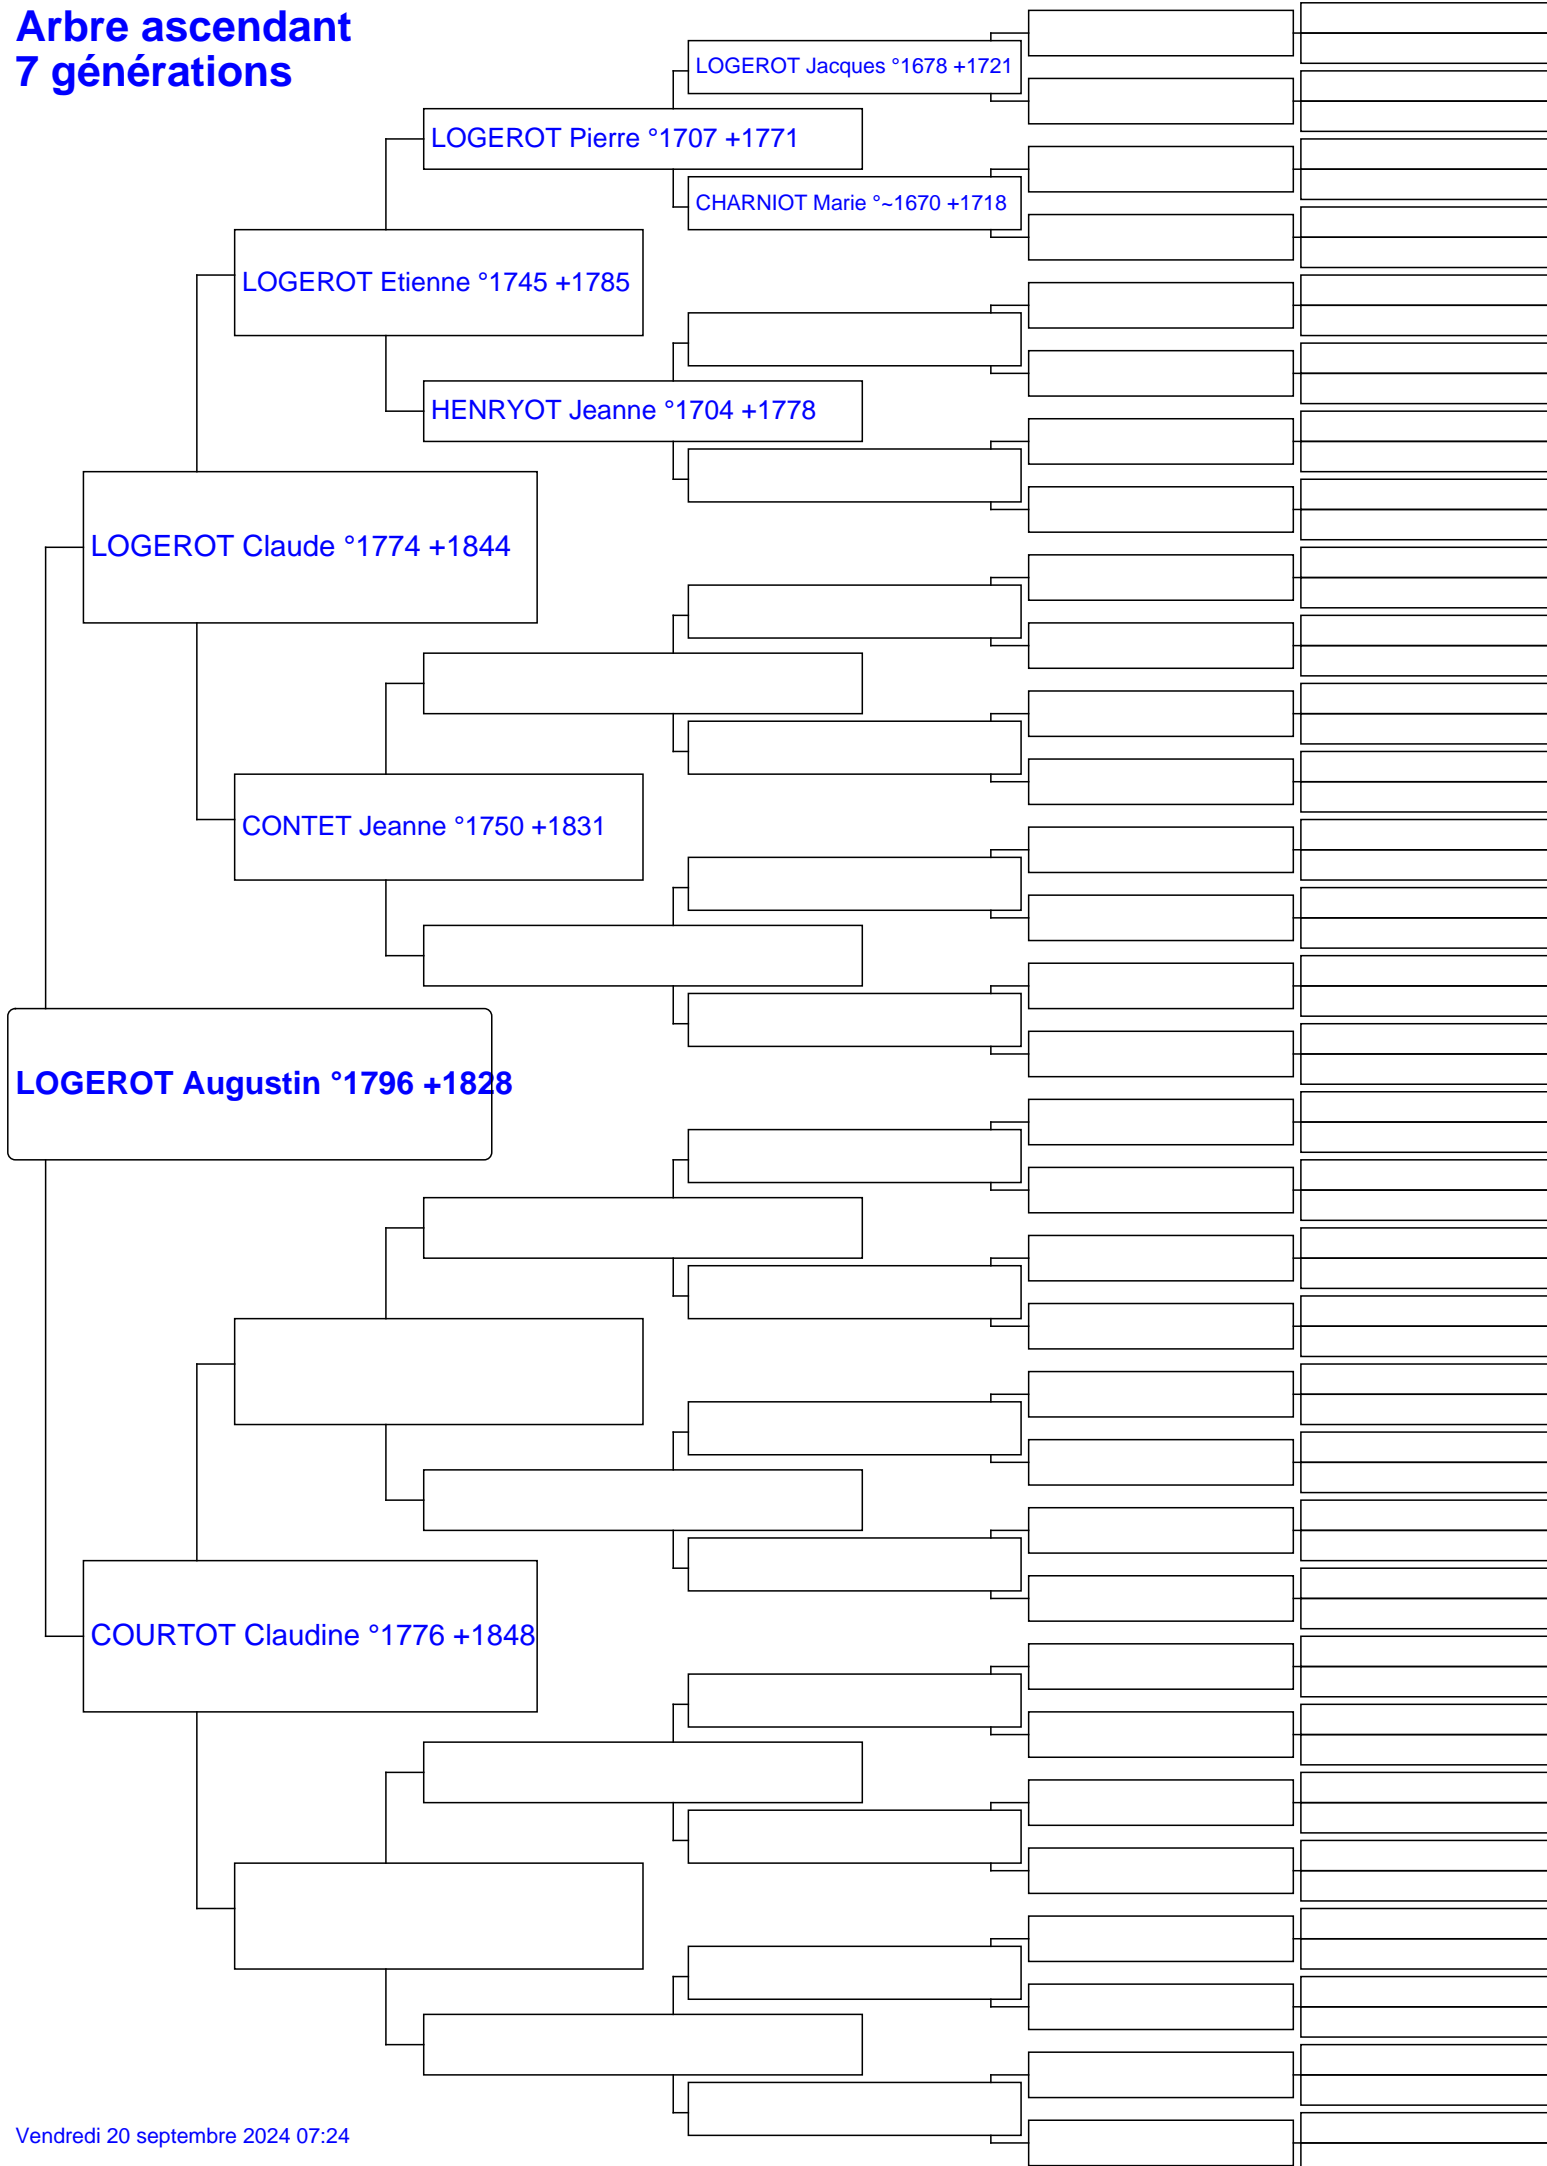 Arbre ascendant
7 générations
LOGEROT Jacques °1678 +1721
LOGEROT Pierre °1707 +1771
CHARNIOT Marie °~1670 +1718
LOGEROT Etienne °1745 +1785
HENRYOT Jeanne °1704 +1778
LOGEROT Claude °1774 +1844
CONTET Jeanne °1750 +1831
LOGEROT Augustin °1796 +1828
COURTOT Claudine °1776 +1848
Vendredi 20 septembre 2024 07:24